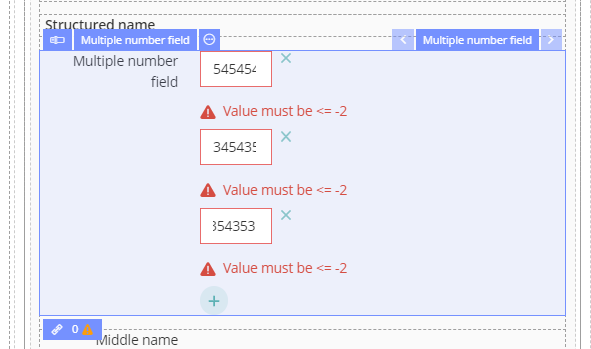 Structured name
Multiple number field
Multiple number field
Multiple number
field
545454
Value must be <= -2
345435
Value must be <= -2
354353
Value must be <= -2
0
Middle name